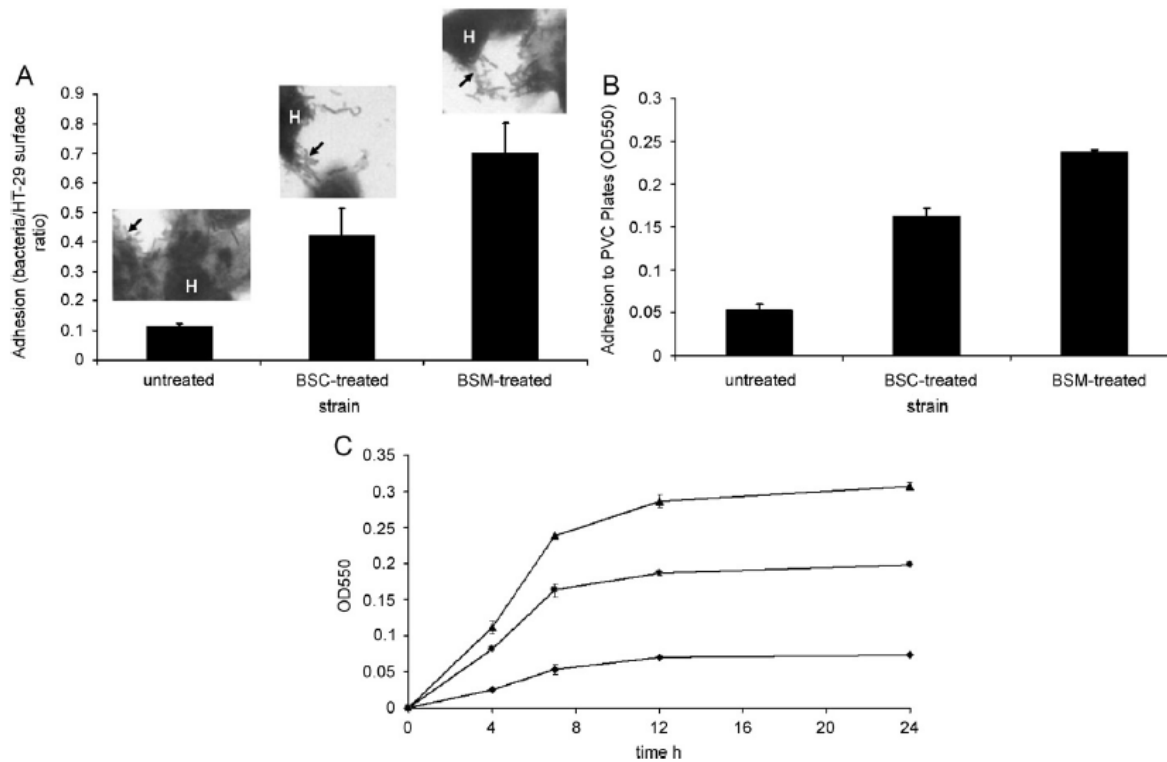 A
Adhesion (bacteria/HT-29 surface
ratio)
0.9
0.8
0.7
0.6
0.5
0.4
0.3
0.2
0.1
0
H
H
H
untreated
BSC-treated
BSM-treated
strain
B
Adhesion to PVC Plates (OD550)
0.3
0.25
0.2
0.15
0.1
0.05
0
untreated
BSC-treated
BSM-treated
strain
C
OD550
0.35
0.3
0.25
0.2
0.15
0.1
0.05
0
0
4
8
12
16
20
24
time h